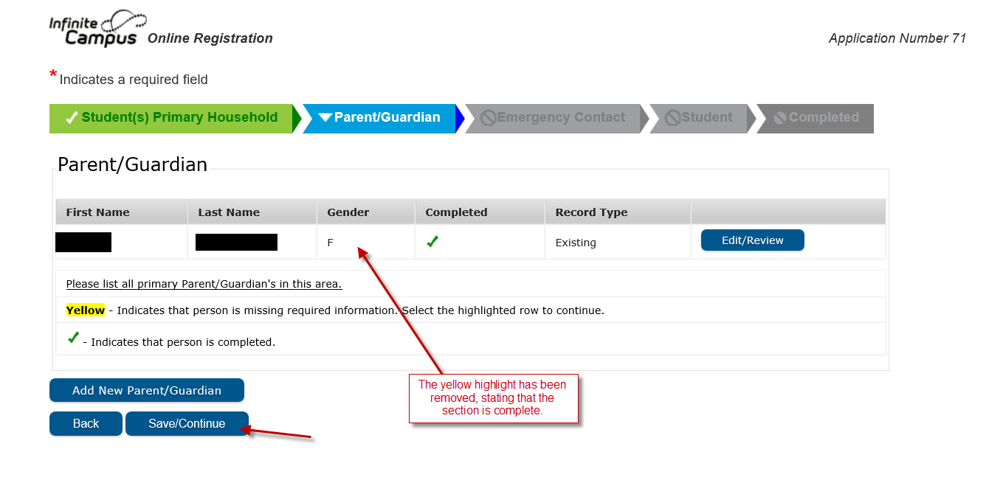 Infinite
Campus Online Registration
Application Number 71
* Indicates a required field
Student(s) Primary Household Parent/Guardian Emergency Contact Student Completed
Parent/Guardian
First Name Last Name Gender Completed Record Type
F Existing Edit/Review
Please list all primary Parent/Guardian's in this area.
Yellow - Indicates that person is missing required information. Select the highlighted row to continue.
- Indicates that person is completed.
Add New Parent/Guardian
The yellow highlight has been
removed, stating that the
section is complete.
Back Save/Continue